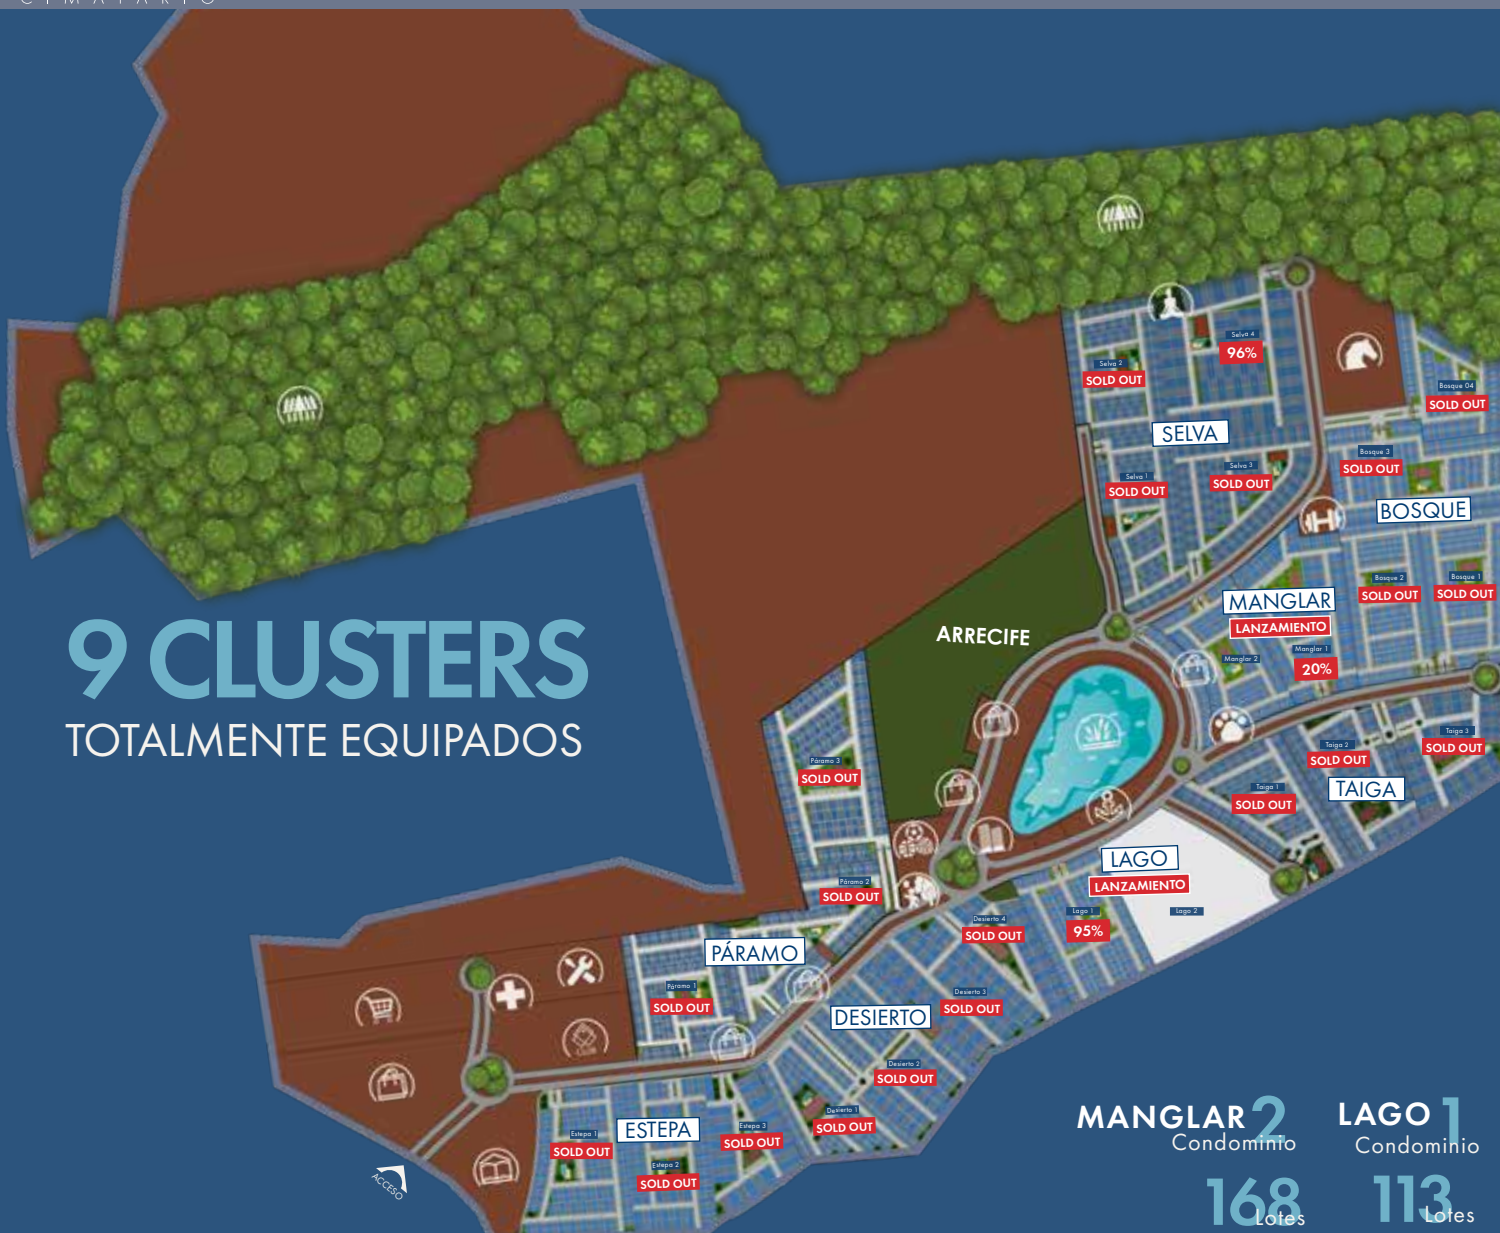 CIMATARIO
Selva 4
96%
Selva 2
SOLD OUT
Bosque 04
SOLD OUT
SELVA
Bosque 3
SOLD OUT
Selva 3
SOLD OUT
Selva 1
SOLD OUT
BOSQUE
Bosque 2
SOLD OUT
Bosque 1
SOLD OUT
MANGLAR
LANZAMIENTO
ARRECIFE
Manglar 1
20%
Manglar 2
9 CLUSTERS
TOTALMENTE EQUIPADOS
Páramo 3
SOLD OUT
Taiga 3
SOLD OUT
Taiga 2
SOLD OUT
Taiga 1
SOLD OUT
TAIGA
LAGO
LANZAMIENTO
Páramo 2
SOLD OUT
Lago 1
95%
Lago 2
Desierto 4
SOLD OUT
PÁRAMO
Páramo 1
SOLD OUT
Desierto 3
SOLD OUT
DESIERTO
CLUB
Desierto 2
SOLD OUT
Desierto 1
SOLD OUT
ESTEPA
Estepa 1
SOLD OUT
Estepa 3
SOLD OUT
Estepa 2
SOLD OUT
ACCESO
MANGLAR 2
Condominio
168
Lotes
LAGO 1
Condominio
113
Lotes